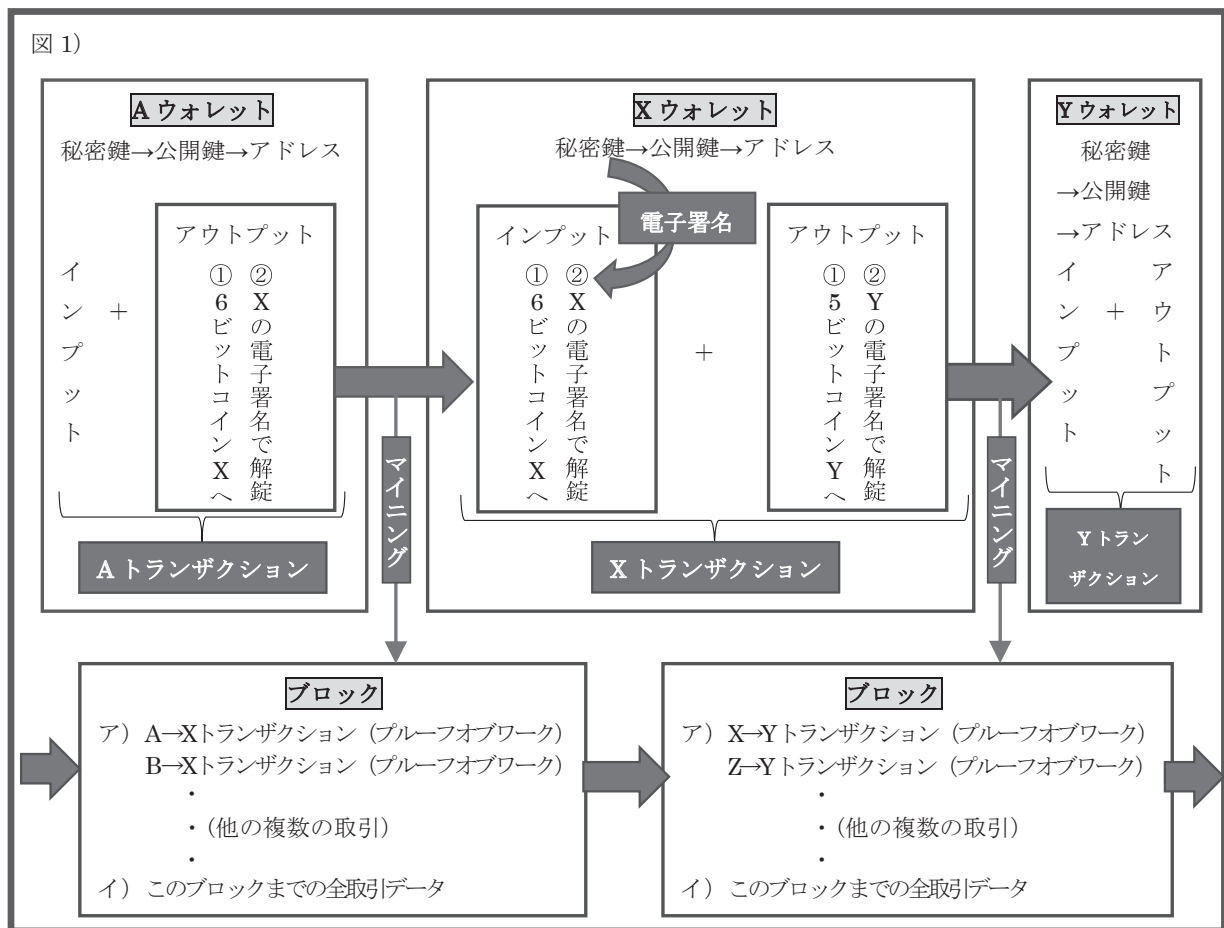 図 1）
A ウォレット
秘密鍵→公開鍵→アドレス
インプット
＋
アウトプット
①6ビットコインXへ
②Xの電子署名で解錠
A トランザクション
マイニング
X ウォレット
秘密鍵→公開鍵→アドレス
電子署名
インプット
①6ビットコインXへ
②Xの電子署名で解錠
＋
アウトプット
①5ビットコインYへ
②Yの電子署名で解錠
X トランザクション
マイニング
Y ウォレット
秘密鍵
→公開鍵
→アドレス
インプット
＋
アウトプット
Y トラン
ザクション
ブロック
ア）A→Xトランザクション（プルーフオブワーク）
B→Xトランザクション（プルーフオブワーク）
・
・（他の複数の取引）
・
イ）このブロックまでの全取引データ
ブロック
ア）X→Yトランザクション（プルーフオブワーク）
Z→Yトランザクション（プルーフオブワーク）
・
・（他の複数の取引）
・
イ）このブロックまでの全取引データ